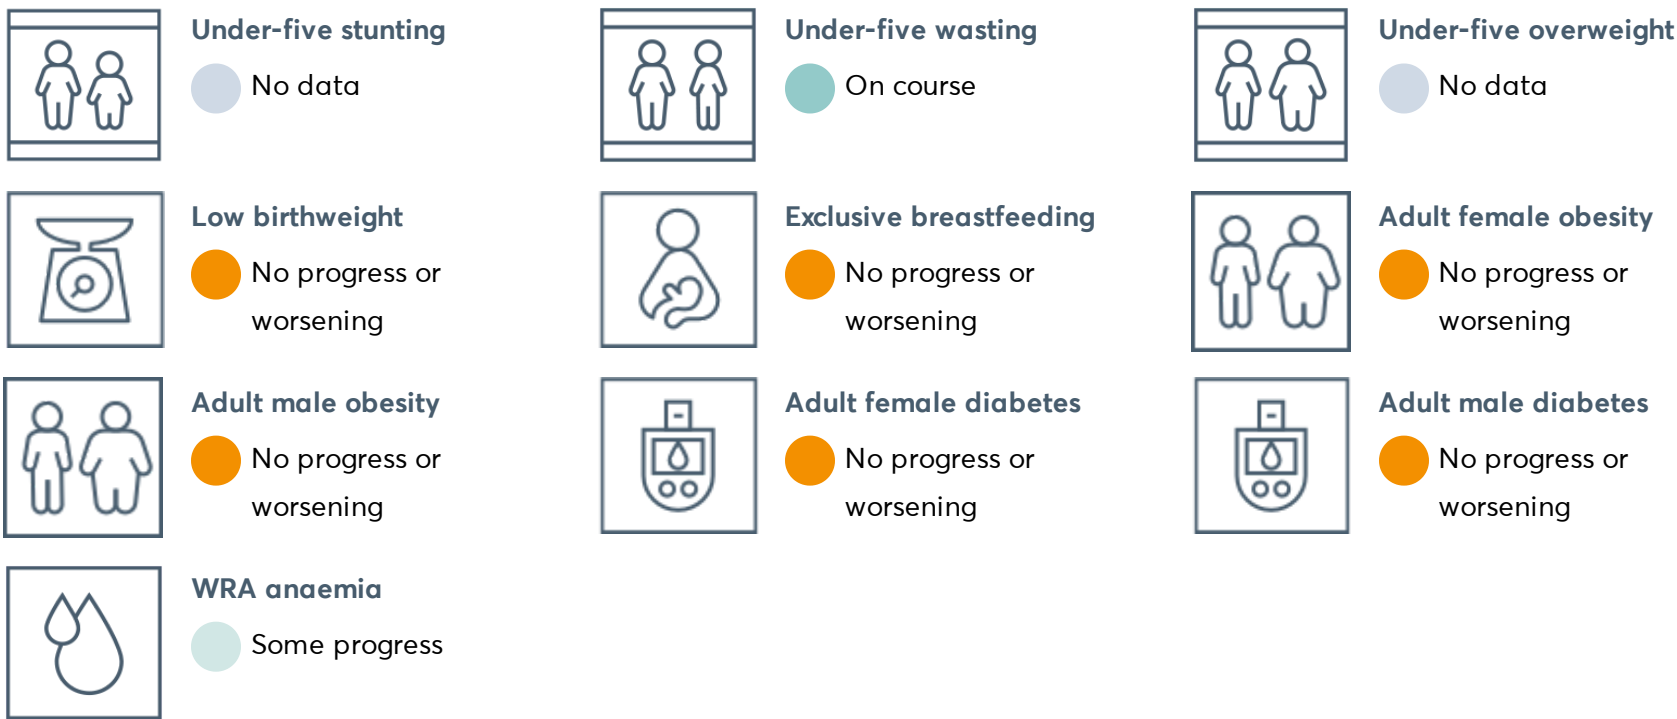 Under-five stunting
No data
Under-five wasting
On course
Under-five overweight
No data
Low birthweight
No progress or
worsening
Exclusive breastfeeding
No progress or
worsening
Adult female obesity
No progress or
worsening
Adult male obesity
No progress or
worsening
Adult female diabetes
No progress or
worsening
Adult male diabetes
No progress or
worsening
WRA anaemia
Some progress